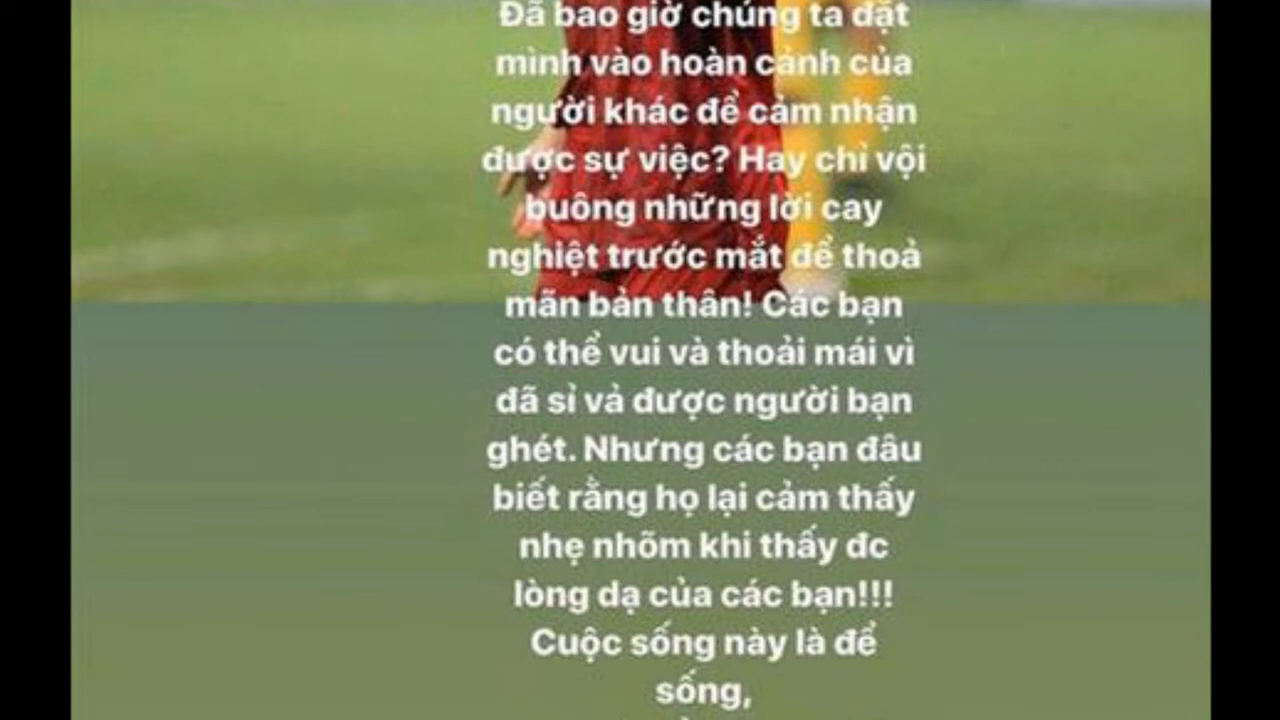 Đã bao giờ chúng ta đặt
mình vào hoàn cảnh của
người khác để cảm nhận
được sự việc? Hay chỉ vội
buông những lời cay
nghiệt trước mắt để thoả
mãn bản thân! Các bạn
có thể vui và thoải mái vì
đã sỉ vả được người bạn
ghét. Nhưng các bạn đâu
biết rằng họ lại cảm thấy
nhẹ nhõm khi thấy đc
lòng dạ của các bạn!!!
Cuộc sống này là để
sống,